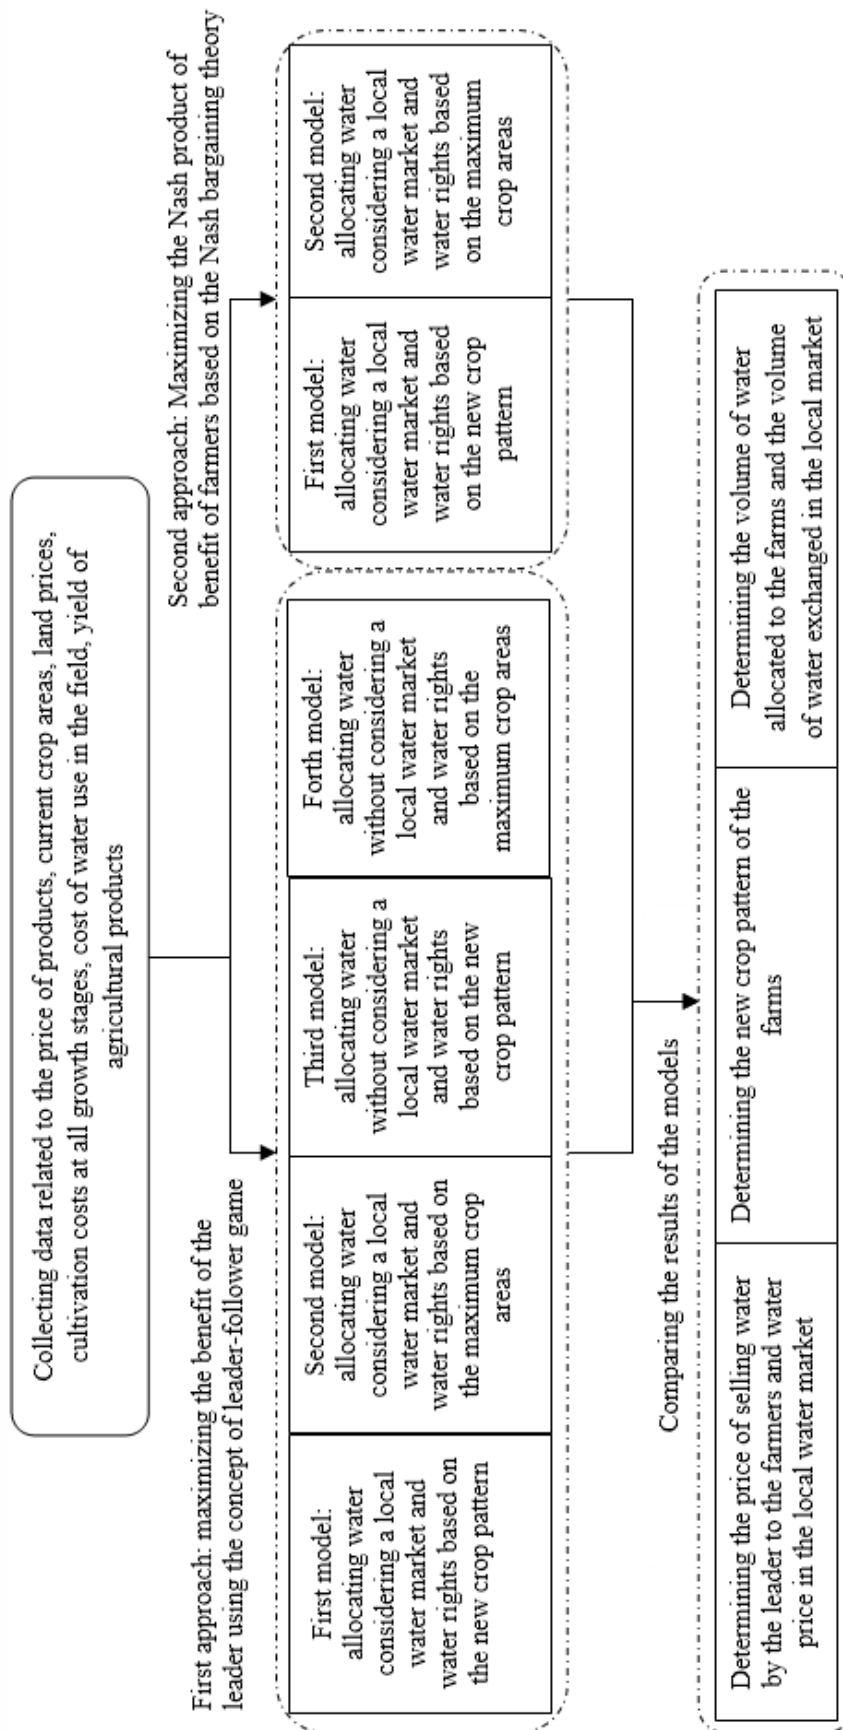 Collecting data related to the price of products, current crop areas, land prices,
cultivation costs at all growth stages, cost of water use in the field, yield of
agricultural products
First approach: maximizing the benefit of the
leader using the concept of leader-follower game
Second approach: Maximizing the Nash product of
benefit of farmers based on the Nash bargaining theory
First model:
allocating water
considering a local
water market and
water rights based on
the new crop pattern
Second model:
allocating water
considering a local
water market and
water rights based on
the maximum crop
areas
Third model:
allocating water
without considering a
local water market
and water rights
based on the new
crop pattern
Forth model:
allocating water
without considering a
local water market
and water rights
based on the
maximum crop areas
First model:
allocating water
considering a local
water market and
water rights based
on the new crop
pattern
Second model:
allocating water
considering a local
water market and
water rights based
on the maximum
crop areas
Comparing the results of the models
Determining the price of selling water
by the leader to the farmers and water
price in the local water market
Determining the new crop pattern of the
farms
Determining the volume of water
allocated to the farms and the volume
of water exchanged in the local market